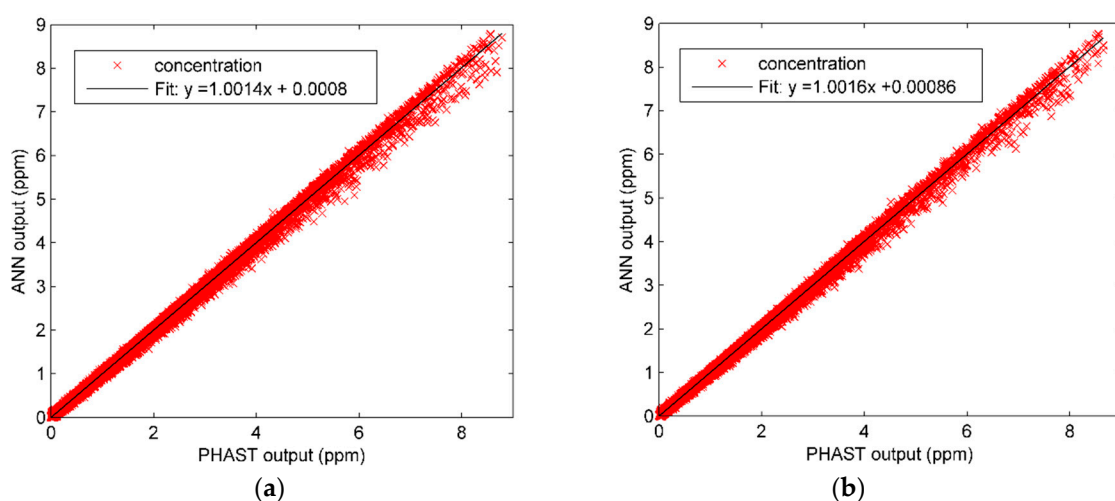 9
8
7
6
5
4
3
2
1
0
ANN output (ppm)
× concentration
Fit: y =1.0014x + 0.0008
0 2 4 6 8
PHAST output (ppm)
(a)
9
8
7
6
5
4
3
2
1
0
ANN output (ppm)
× concentration
Fit: y =1.0016x +0.00086
0 2 4 6 8
PHAST output (ppm)
(b)